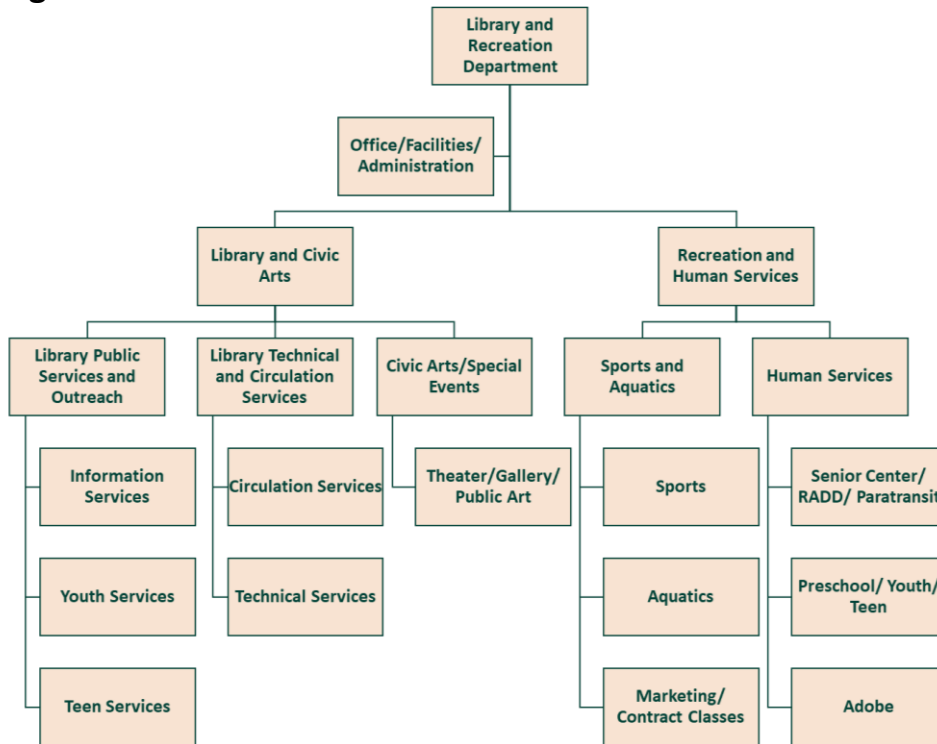 Library and
Recreation
Department
Office/Facilities/
Administration
Library and Civic
Arts
Recreation and
Human Services
Library Public
Services and
Outreach
Library Technical
and Circulation
Services
Civic Arts/Special
Events
Sports and
Aquatics
Human Services
Information
Services
Circulation Services
Theater/Gallery/
Public Art
Sports
Senior Center/
RADD/ Paratransit
Youth Services
Technical Services
Aquatics
Preschool/ Youth/
Teen
Teen Services
Marketing/
Contract Classes
Adobe